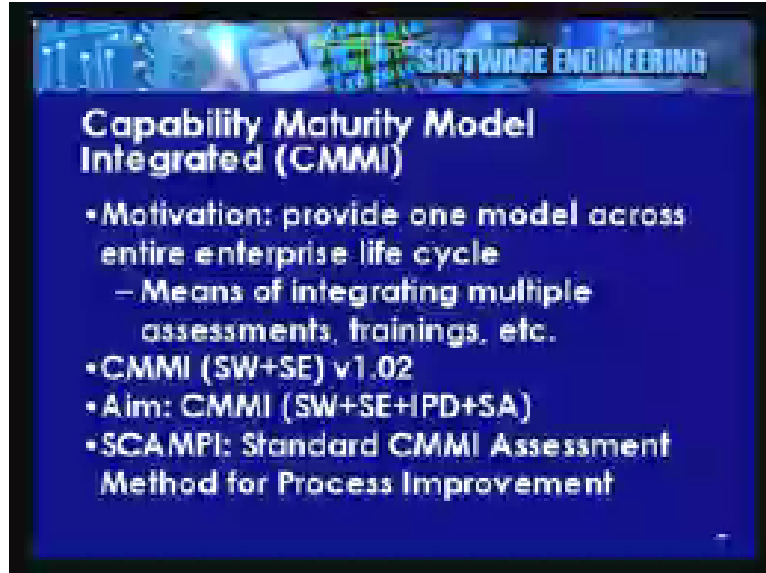 SOFTWARE ENGINEERING
Capability Maturity Model
Integrated (CMMI)
•Motivation: provide one model across
entire enterprise life cycle
– Means of integrating multiple
assessments, trainings, etc.
•CMMI (SW+SE) v1.02
•Aim: CMMI (SW+SE+IPD+SA)
•SCAMPI: Standard CMMI Assessment
Method for Process Improvement